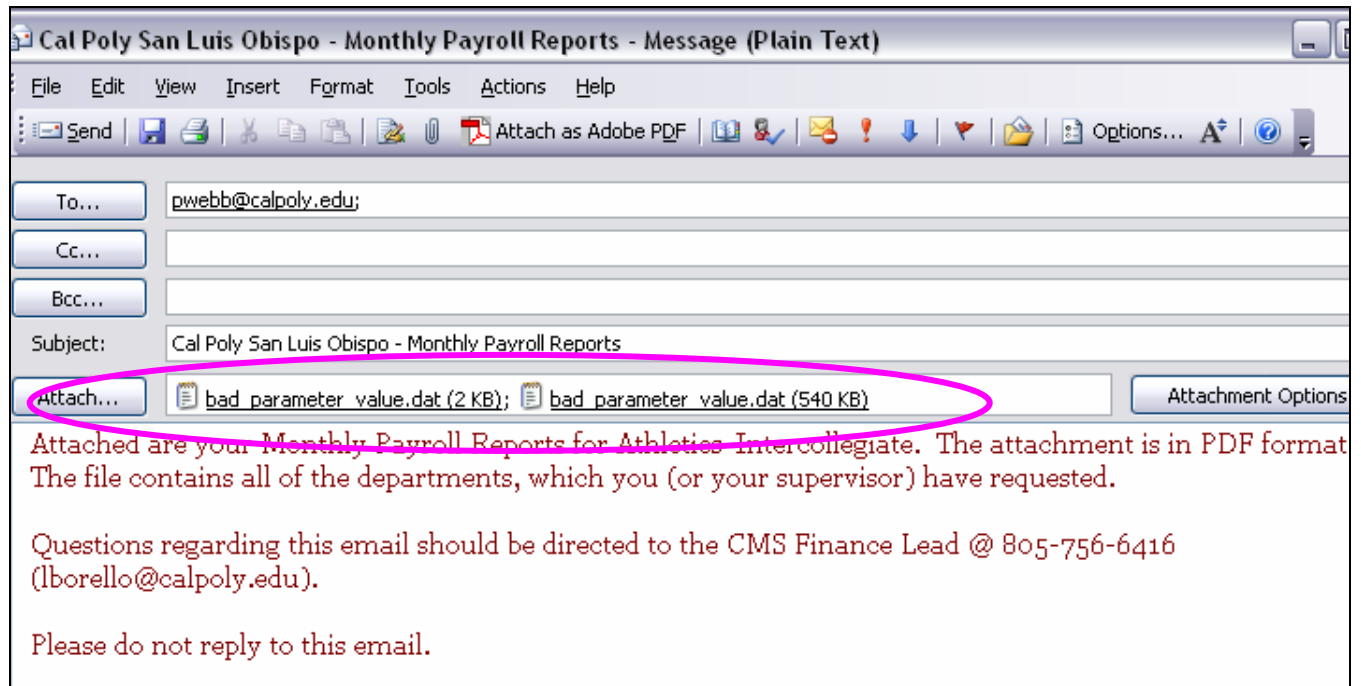 Cal Poly San Luis Obispo - Monthly Payroll Reports - Message (Plain Text)
File Edit View Insert Format Tools Actions Help
Send Attach as Adobe PDF Options...
To... pwebb@calpoly.edu;
Cc...
Bcc...
Subject: Cal Poly San Luis Obispo - Monthly Payroll Reports
Attach... bad_parameter_value.dat (2 KB); bad_parameter_value.dat (540 KB) Attachment Options
Attached are your Monthly Payroll Reports for Athletics-Intercollegiate. The attachment is in PDF format
The file contains all of the departments, which you (or your supervisor) have requested.
Questions regarding this email should be directed to the CMS Finance Lead @ 805-756-6416
(lborello@calpoly.edu).
Please do not reply to this email.